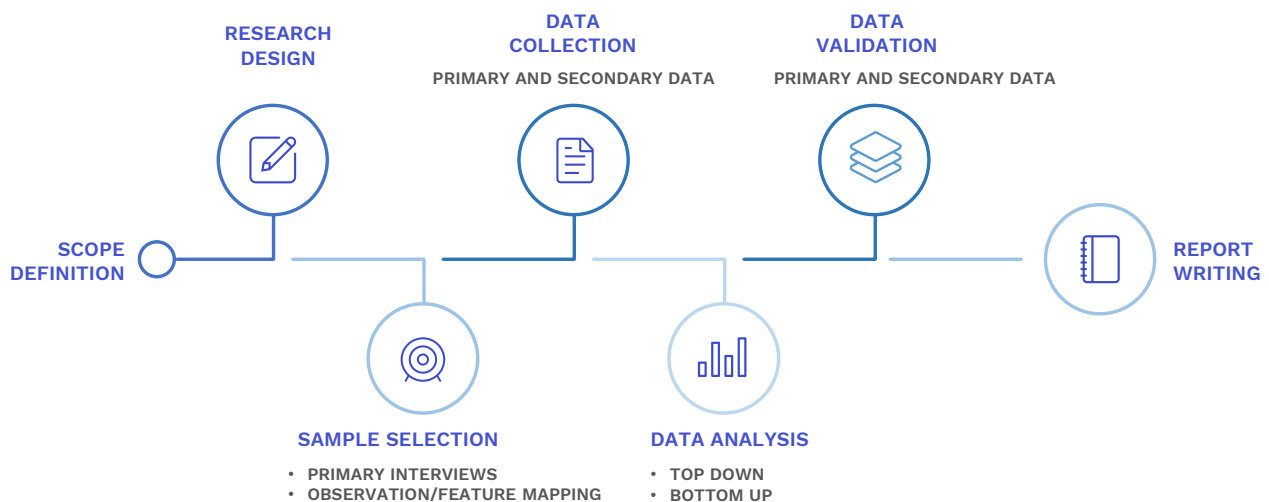 SCOPE
DEFINITION
RESEARCH
DESIGN
SAMPLE SELECTION
• PRIMARY INTERVIEWS
• OBSERVATION/FEATURE MAPPING
DATA
COLLECTION
PRIMARY AND SECONDARY DATA
DATA ANALYSIS
• TOP DOWN
• BOTTOM UP
DATA
VALIDATION
PRIMARY AND SECONDARY DATA
REPORT
WRITING